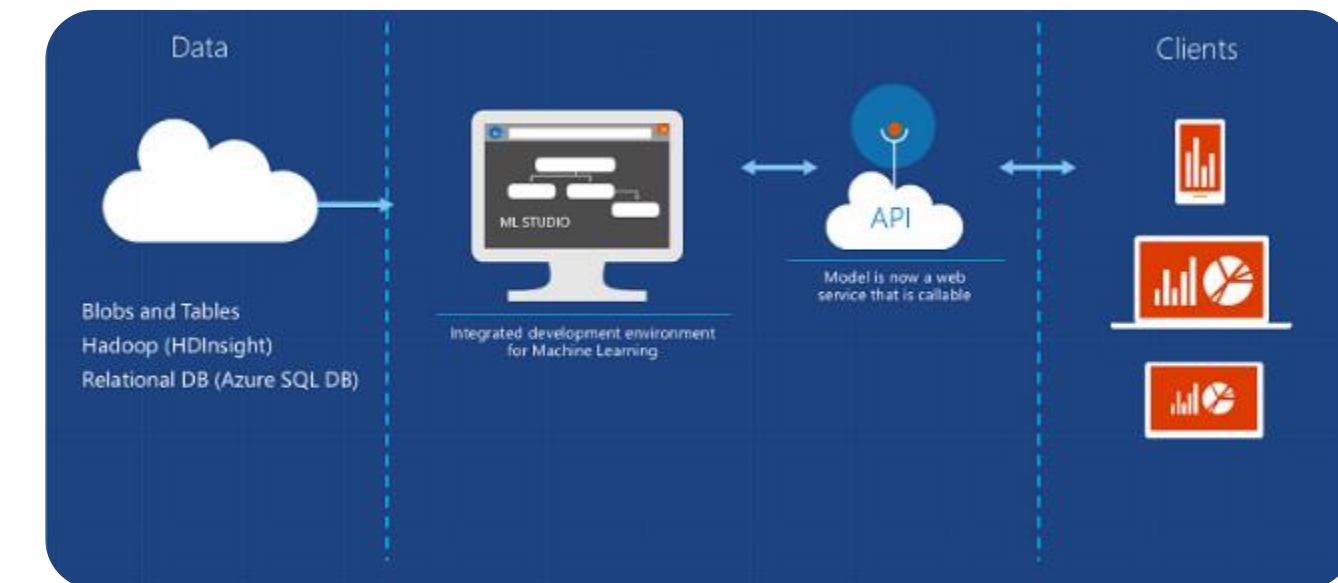 Data
Blobs and Tables
Hadoop (HDInsight)
Relational DB (Azure SQL DB)
ML STUDIO
Integrated development environment
for Machine Learning
API
Model is now a web
service that is callable
Clients